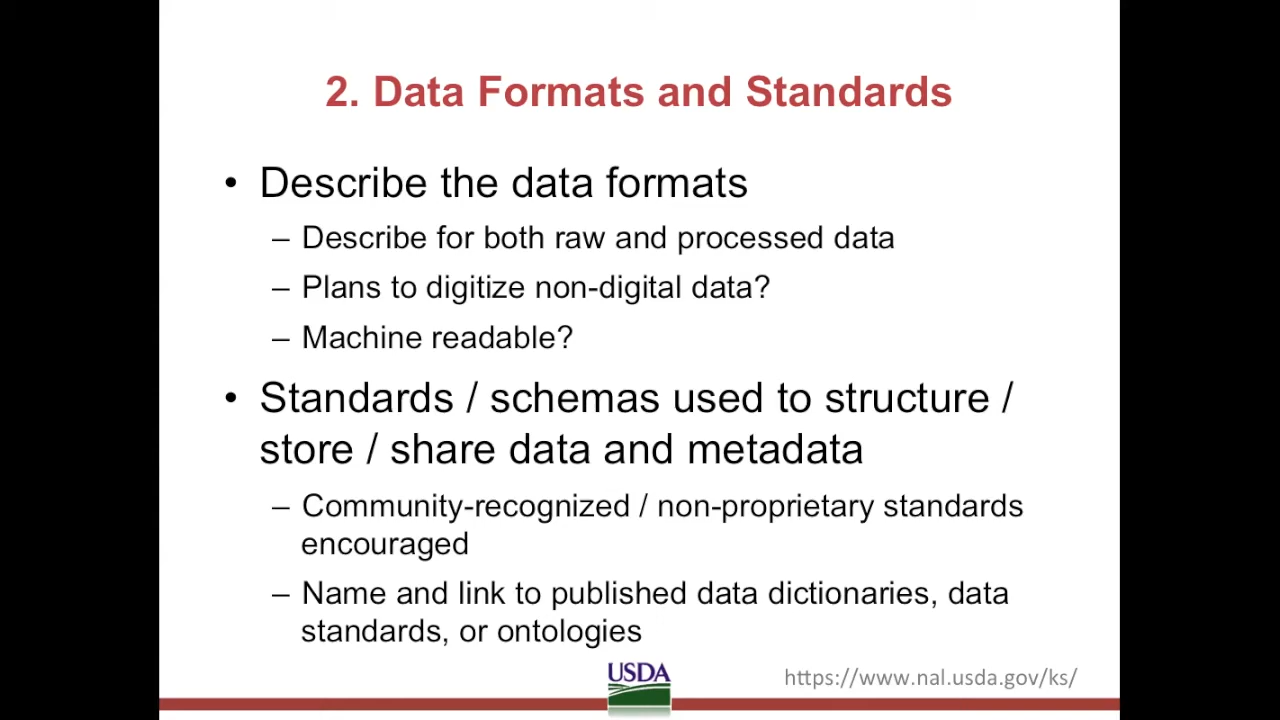 2. Data Formats and Standards
• Describe the data formats
– Describe for both raw and processed data
– Plans to digitize non-digital data?
– Machine readable?
• Standards / schemas used to structure /
store / share data and metadata
– Community-recognized / non-proprietary standards
encouraged
– Name and link to published data dictionaries, data
standards, or ontologies
USDA
https://www.nal.usda.gov/ks/